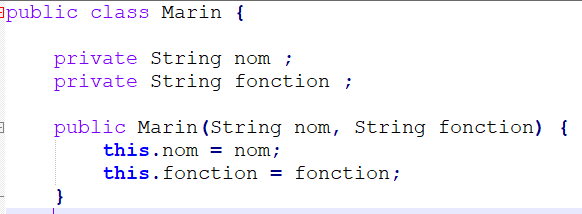 public class Marin {
private String nom ;
private String fonction ;
public Marin(String nom, String fonction) {
this.nom = nom;
this.fonction = fonction;
}